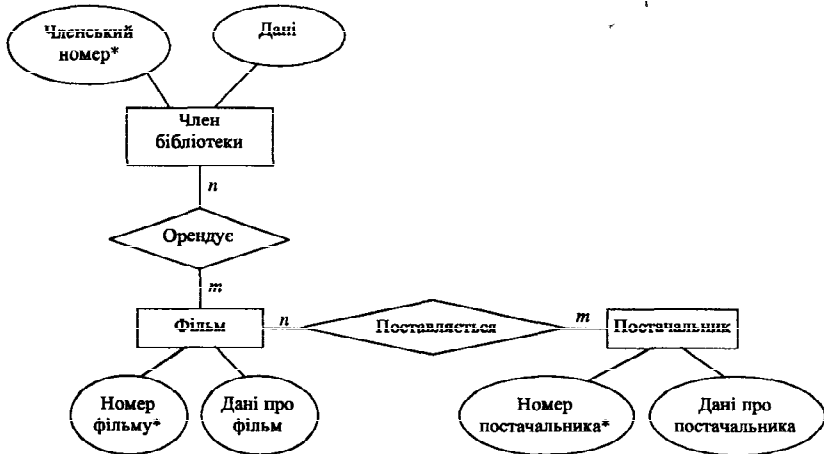 Членський
номер*
Дані
Член
бібліотеки
n
Орендує
m
Фільм
n
Поставляється
m
Постачальник
Номер
фільму*
Дані про
фільм
Номер
постачальника*
Дані про
постачальника